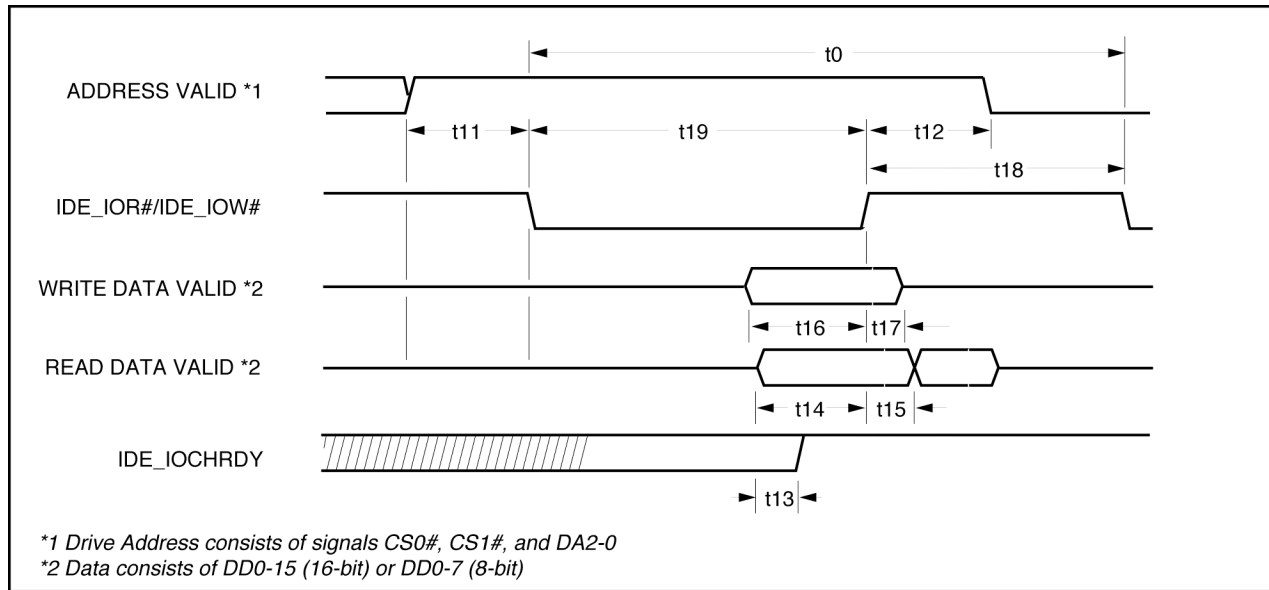 t0
ADDRESS VALID *1
t11 t19 t12
t18
IDE_IOR#/IDE_IOW#
WRITE DATA VALID *2
t16 t17
READ DATA VALID *2
t14 t15
IDE_IOCHRDY
t13
*1 Drive Address consists of signals CS0#, CS1#, and DA2-0
*2 Data consists of DD0-15 (16-bit) or DD0-7 (8-bit)